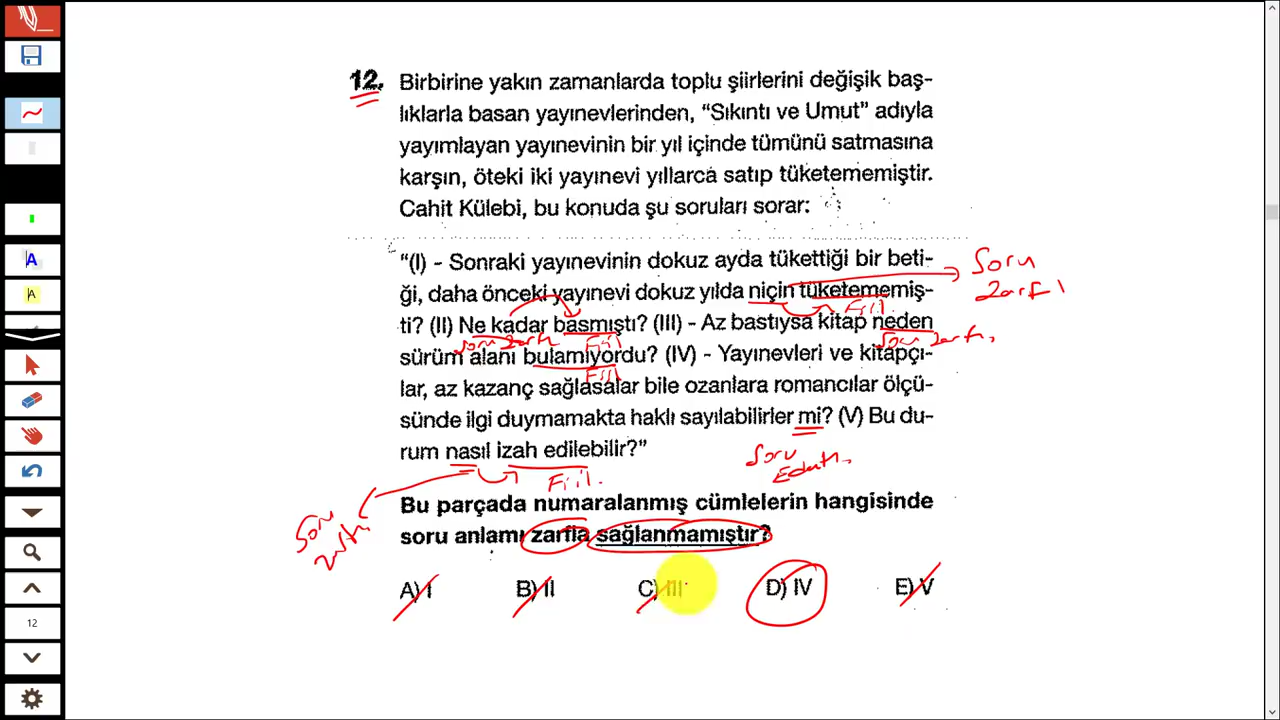 12. Birbirine yakın zamanlarda toplu şiirlerini değişik baş-
lıklarla basan yayınevlerinden, “Sıkıntı ve Umut” adıyla
yayımlayan yayınevinin bir yıl içinde tümünü satmasına
karşın, öteki iki yayınevi yıllarca satıp tüketememiştir.
Cahit Külebi, bu konuda şu soruları sorar:
“(I) - Sonraki yayınevinin dokuz ayda tükettiği bir beti-
Soru
ği, daha önceki yayınevi dokuz yılda niçin tüketememiş-
Zarfı
Fiil
ti? (II) Ne kadar basmıştı? (III) - Az bastıysa kitap neden
Soru zarfı Fiil Soru zarfı.
sürüm alanı bulamıyordu? (IV) - Yayınevleri ve kitapçı-
Fiil
lar, az kazanç sağlasalar bile ozanlara romancılar ölçü-
sünde ilgi duymamakta haklı sayılabilirler mi? (V) Bu du-
rum nasıl izah edilebilir?”
Soru
Edatı.
Fiil.
Bu parçada numaralanmış cümlelerin hangisinde
Soru
zarfı
soru anlamı zarfla sağlanmamıştır?
A) I B) II C) III D) IV E) V
A
A
12